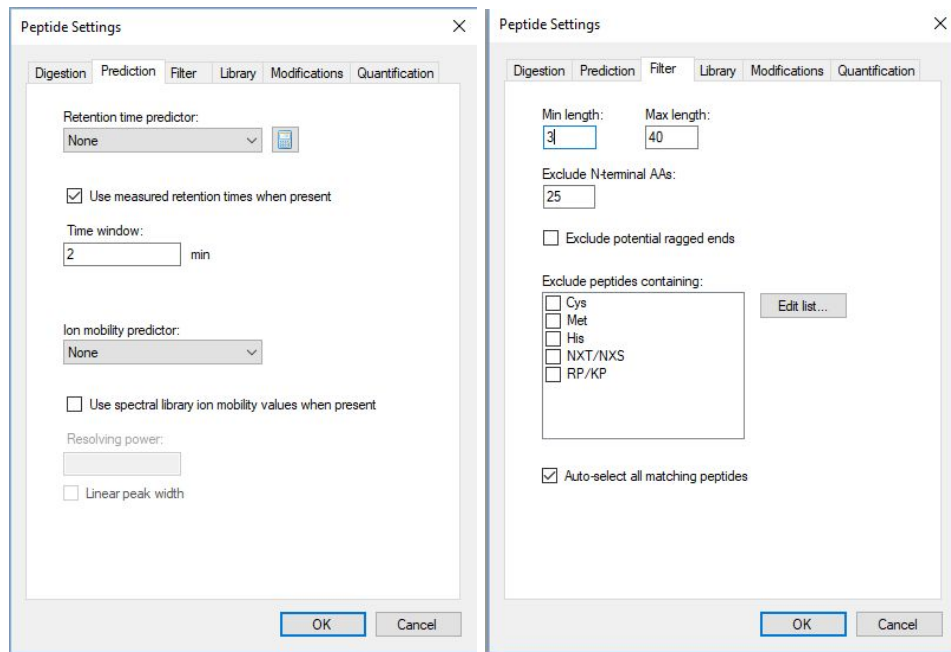 Peptide Settings
Digestion Prediction Filter Library Modifications Quantification
Retention time predictor:
None
Use measured retention times when present
Time window:
2 min
Ion mobility predictor:
None
Use spectral library ion mobility values when present
Resolving power:
Linear peak width
OK Cancel
Peptide Settings
Digestion Prediction Filter Library Modifications Quantification
Min length: Max length:
3 40
Exclude N-terminal AAs:
25
Exclude potential ragged ends
Exclude peptides containing:
Cys Edit list...
Met
His
NXT/NXS
RP/KP
Auto-select all matching peptides
OK Cancel